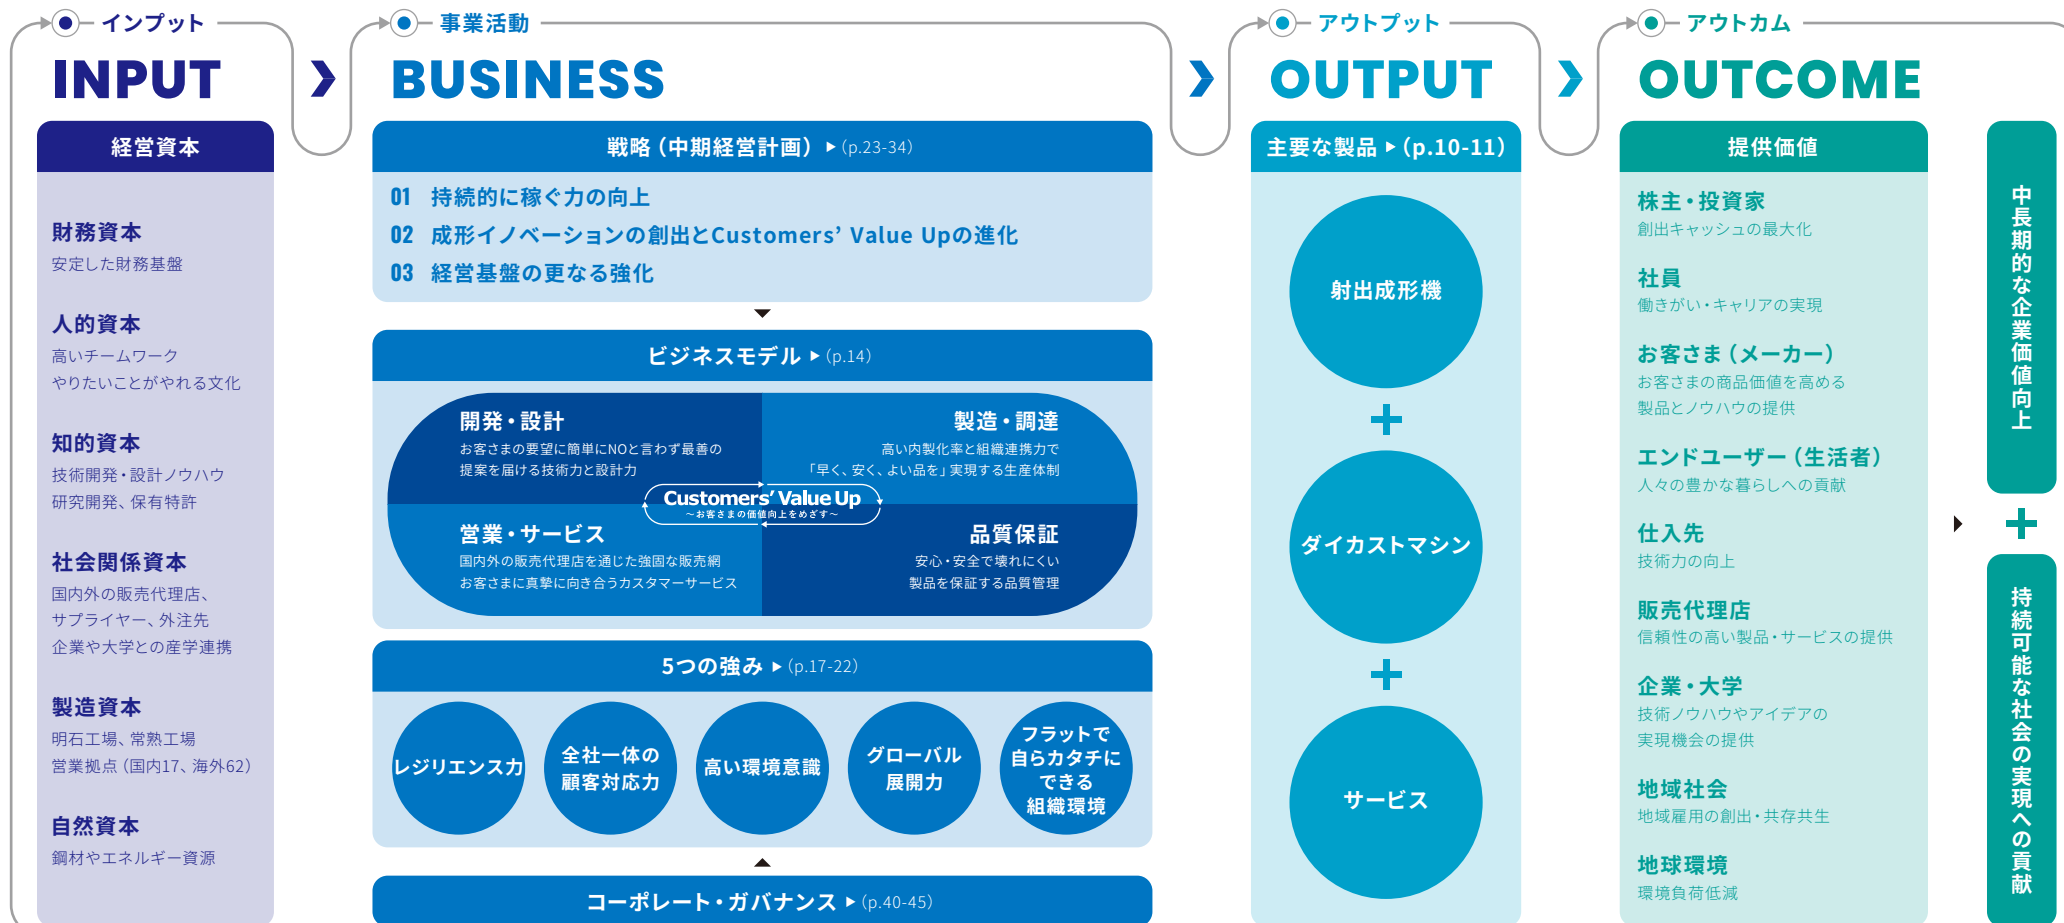 インプット
INPUT
経営資本
財務資本
安定した財務基盤
人的資本
高いチームワーク
やりたいことがやれる文化
知的資本
技術開発・設計ノウハウ
研究開発、保有特許
社会関係資本
国内外の販売代理店、
サプライヤー、外注先
企業や大学との産学連携
製造資本
明石工場、常熟工場
営業拠点（国内17、海外62）
自然資本
鋼材やエネルギー資源
事業活動
BUSINESS
戦略（中期経営計画）▶（p.23-34）
01 持続的に稼ぐ力の向上
02 成形イノベーションの創出とCustomers’ Value Upの進化
03 経営基盤の更なる強化
ビジネスモデル▶（p.14）
開発・設計
お客さまの要望に簡単にNOと言わず最善の
提案を届ける技術力と設計力
製造・調達
高い内製化率と組織連携力で
「早く、安く、よい品を」実現する生産体制
Customers’ Value Up
～お客さまの価値向上をめざす～
営業・サービス
国内外の販売代理店を通じた強固な販売網
お客さまに真摯に向き合うカスタマーサービス
品質保証
安心・安全で壊れにくい
製品を保証する品質管理
5つの強み▶（p.17-22）
レジリエンス力
全社一体の
顧客対応力
高い環境意識
グローバル
展開力
フラットで
自らカタチに
できる
組織環境
コーポレート・ガバナンス▶（p.40-45）
アウトプット
OUTPUT
主要な製品▶（p.10-11）
射出成形機
+
ダイカストマシン
+
サービス
アウトカム
OUTCOME
提供価値
株主・投資家
創出キャッシュの最大化
社員
働きがい・キャリアの実現
お客さま（メーカー）
お客さまの商品価値を高める
製品とノウハウの提供
エンドユーザー（生活者）
人々の豊かな暮らしへの貢献
仕入先
技術力の向上
販売代理店
信頼性の高い製品・サービスの提供
企業・大学
技術ノウハウやアイデアの
実現機会の提供
地域社会
地域雇用の創出・共存共生
地球環境
環境負荷低減
中長期的な企業価値向上
+
持続可能な社会の実現への貢献